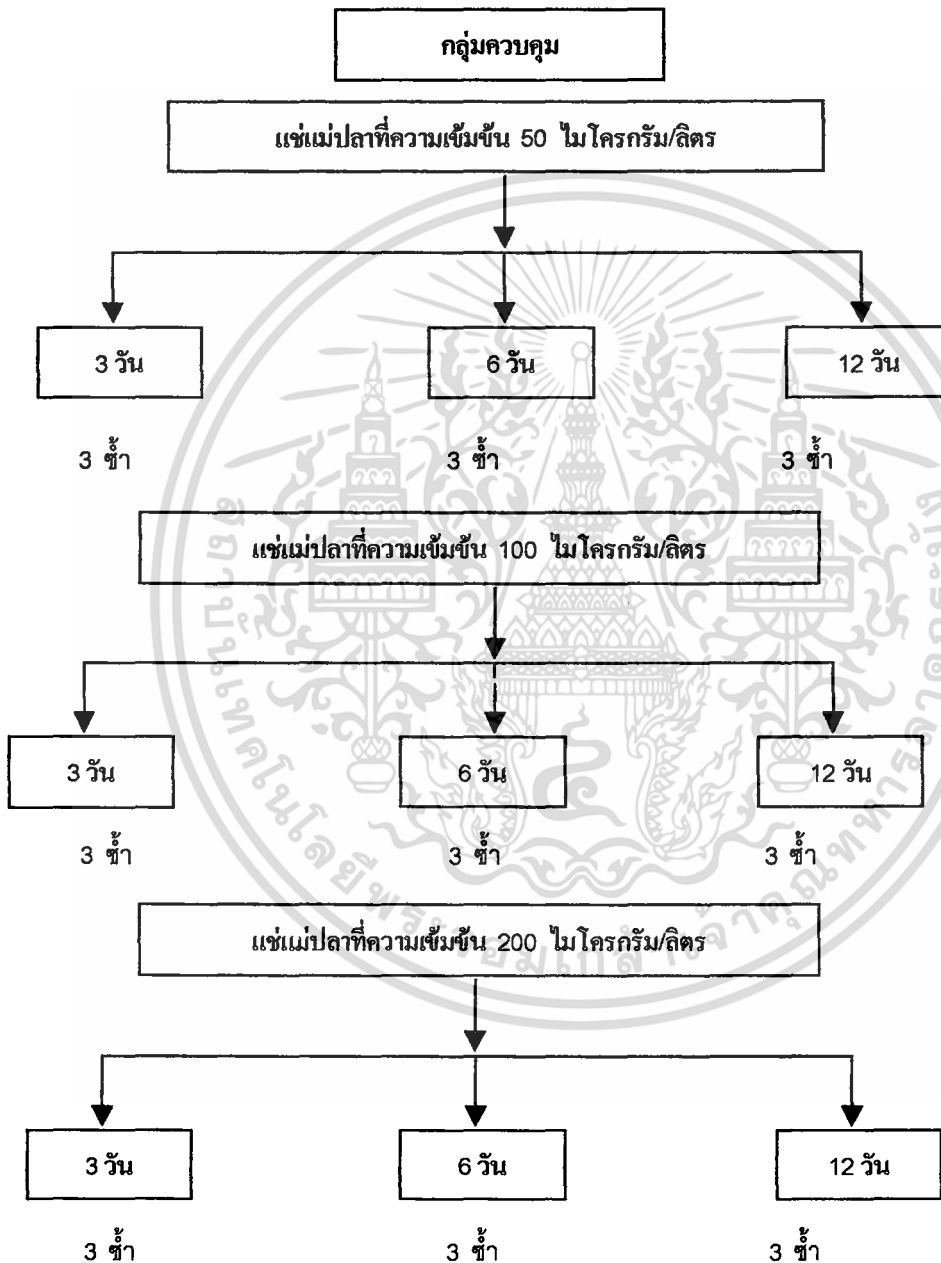 กลุ่มควบคุม
แช่แม่ปลาที่ความเข้มข้น 50 ไมโครกรัม/ลิตร
3 วัน 6 วัน 12 วัน
3 ซ้ำ 3 ซ้ำ 3 ซ้ำ
แช่แม่ปลาที่ความเข้มข้น 100 ไมโครกรัม/ลิตร
3 วัน 6 วัน 12 วัน
3 ซ้ำ 3 ซ้ำ 3 ซ้ำ
แช่แม่ปลาที่ความเข้มข้น 200 ไมโครกรัม/ลิตร
3 วัน 6 วัน 12 วัน
3 ซ้ำ 3 ซ้ำ 3 ซ้ำ